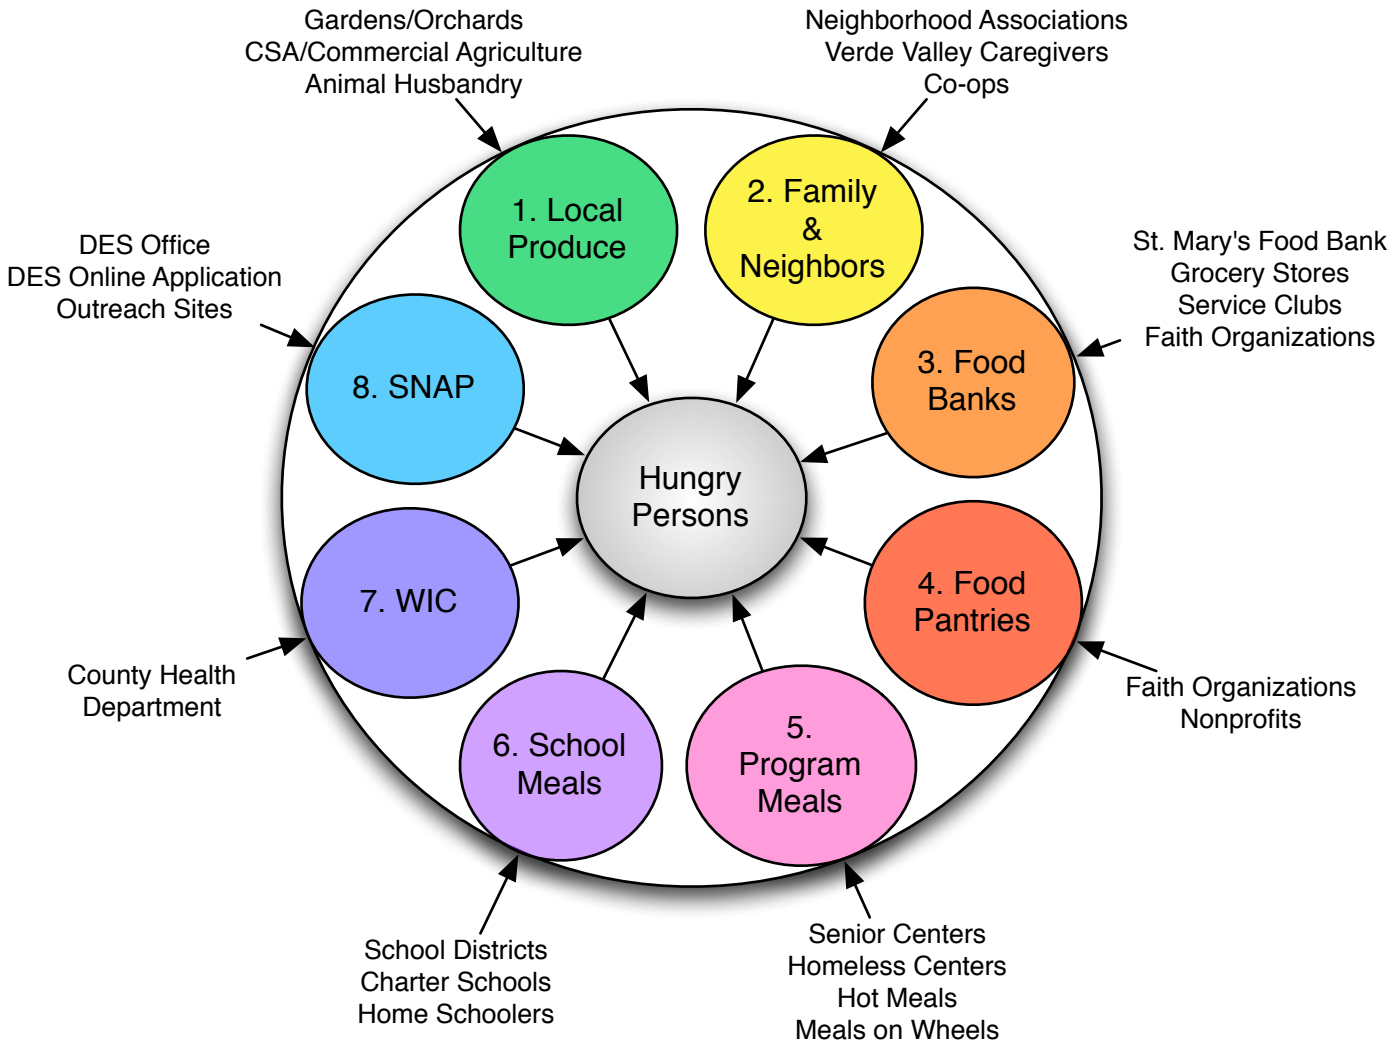 Gardens/Orchards
CSA/Commercial Agriculture
Animal Husbandry
Neighborhood Associations
Verde Valley Caregivers
Co-ops
1. Local
Produce
2. Family
&
Neighbors
DES Office
DES Online Application
Outreach Sites
St. Mary's Food Bank
Grocery Stores
Service Clubs
Faith Organizations
8. SNAP
3. Food
Banks
Hungry
Persons
7. WIC
4. Food
Pantries
County Health
Department
Faith Organizations
Nonprofits
6. School
Meals
5.
Program
Meals
School Districts
Charter Schools
Home Schoolers
Senior Centers
Homeless Centers
Hot Meals
Meals on Wheels